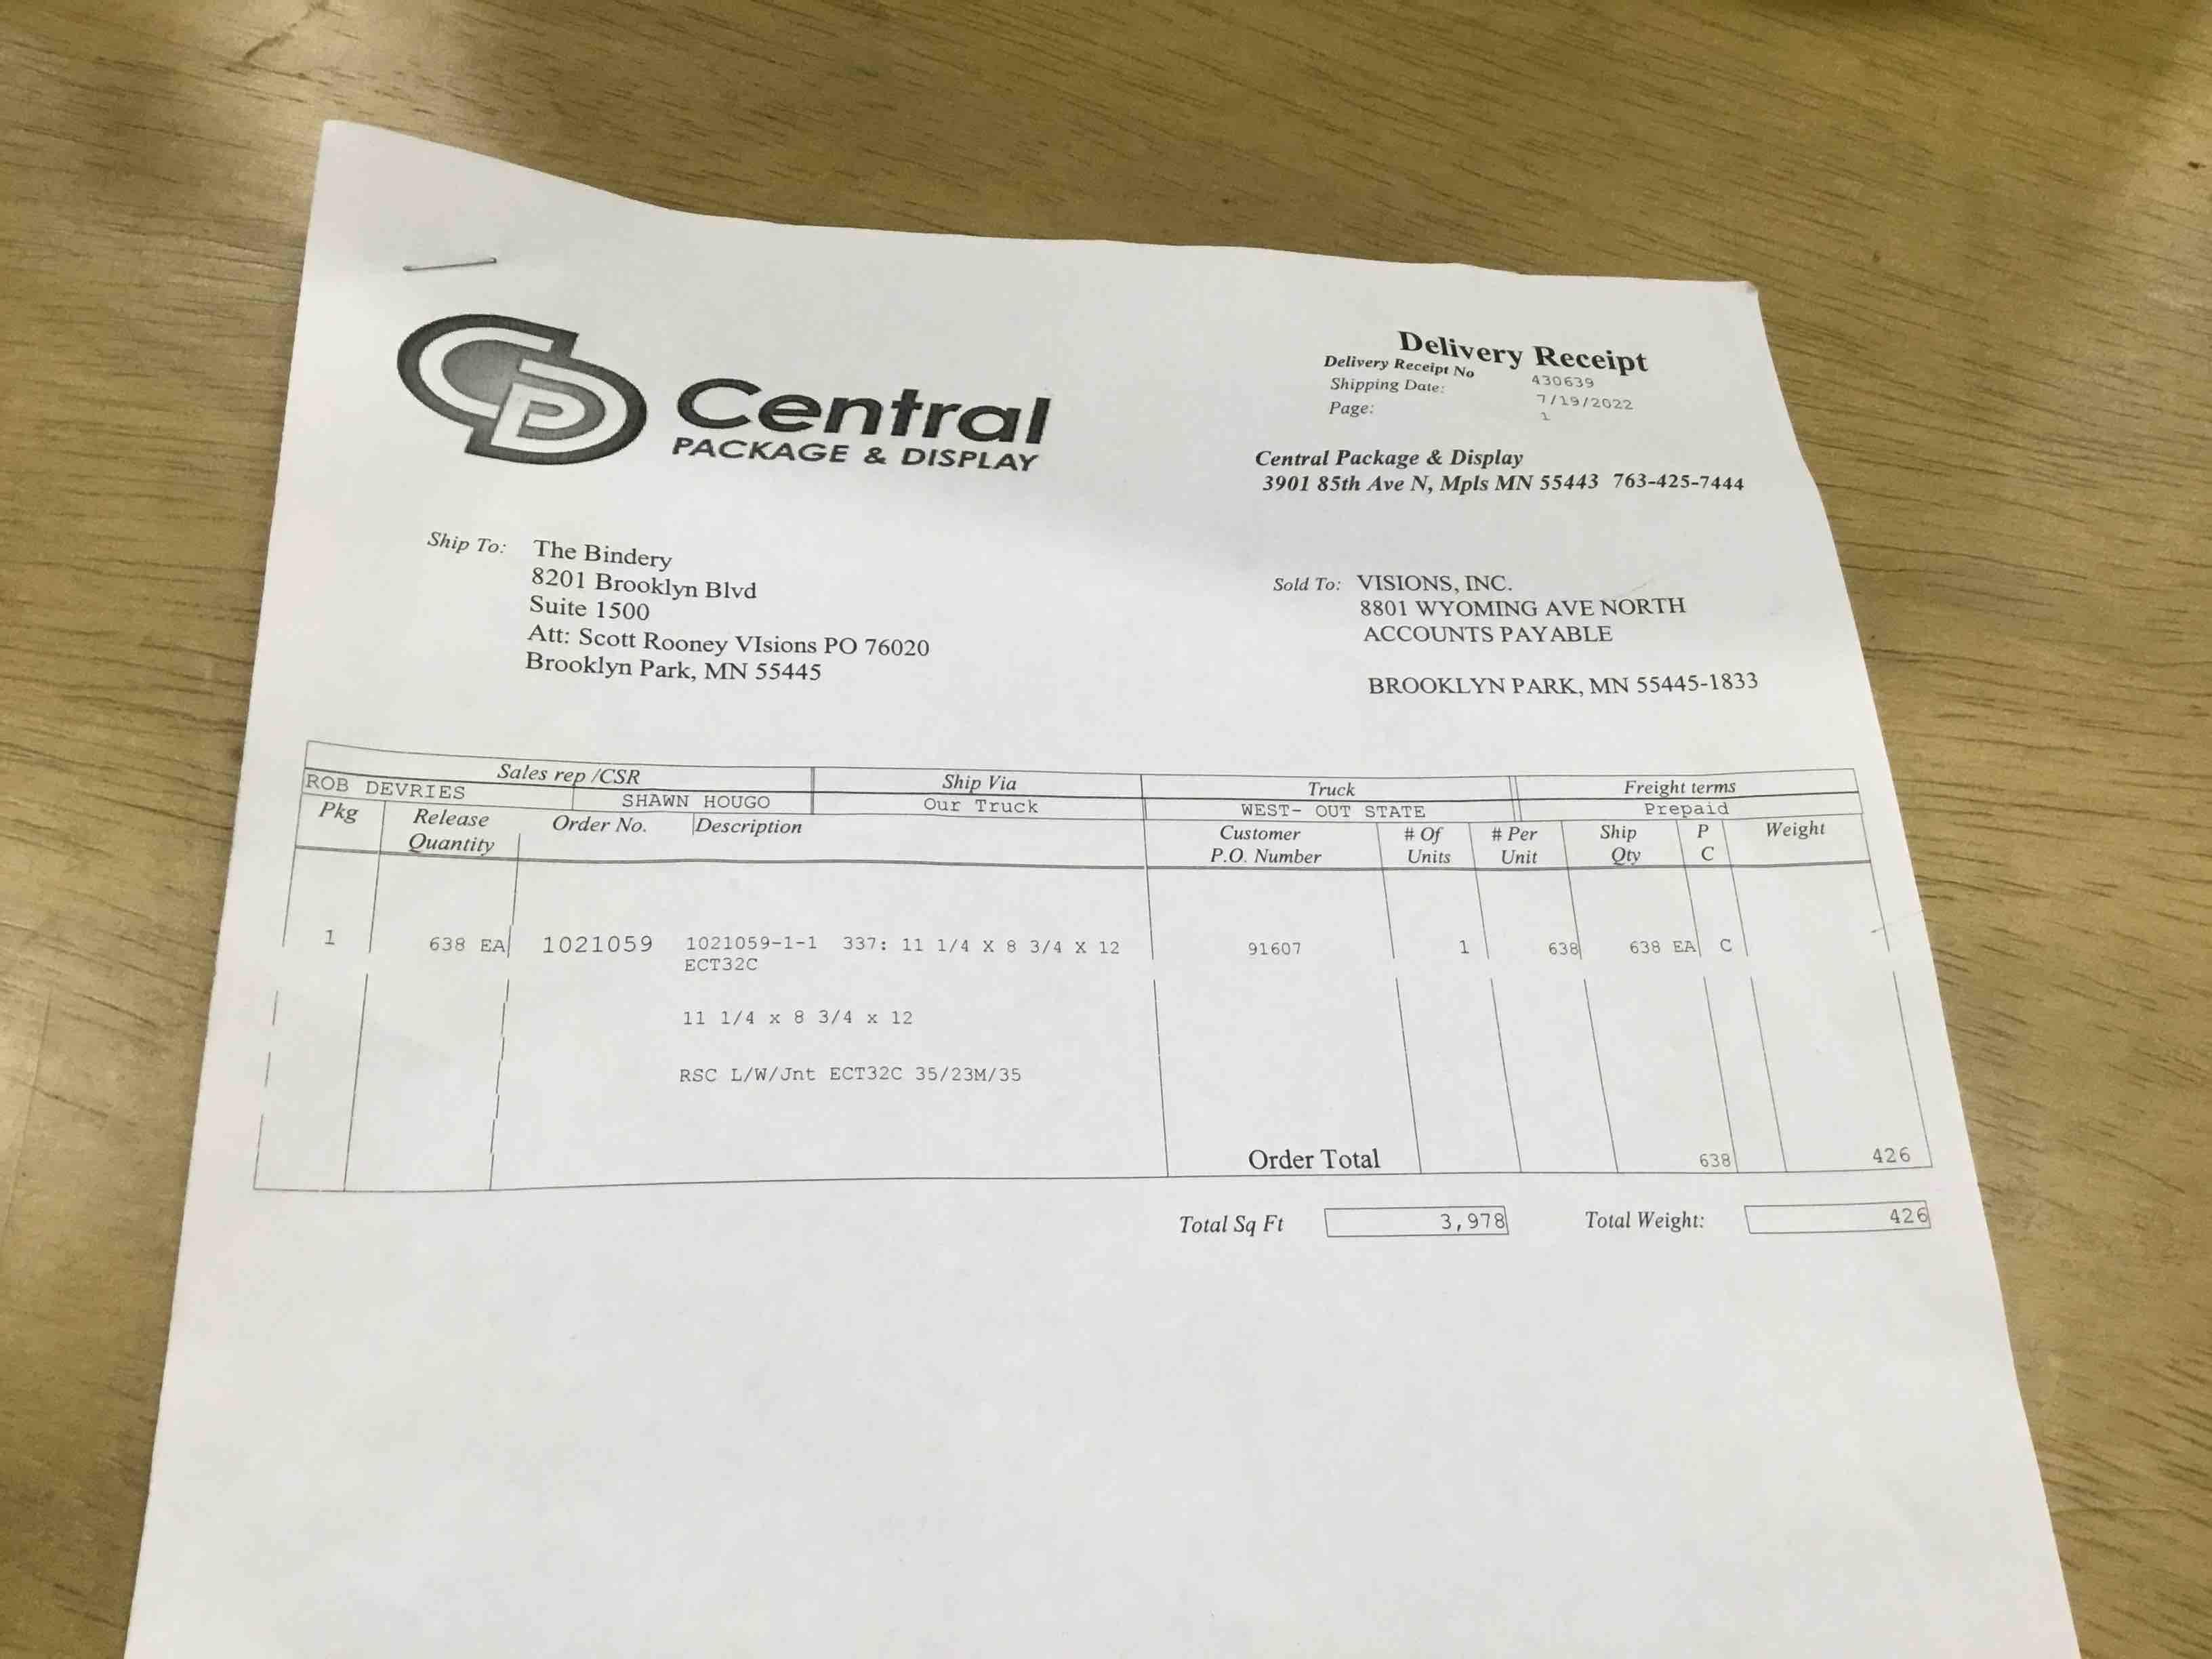 Central
PACKAGE & DISPLAY
Delivery Receipt
Delivery Receipt No 430639
Shipping Date: 7/19/2022
Page: 1
Central Package & Display
3901 85th Ave N, Mpls MN 55443 763-425-7444
Ship To: The Bindery
8201 Brooklyn Blvd
Suite 1500
Att: Scott Rooney VIsions PO 76020
Brooklyn Park, MN 55445
Sold To: VISIONS, INC.
8801 WYOMING AVE NORTH
ACCOUNTS PAYABLE
BROOKLYN PARK, MN 55445-1833
Sales rep /CSR Ship Via Truck Freight terms
ROB DEVRIES SHAWN HOUGO Our Truck WEST- OUT STATE Prepaid
Pkg Release Order No. Description Customer # Of # Per Ship P Weight
Quantity P.O. Number Units Unit Qty C
1 638 EA 1021059 1021059-1-1 337: 11 1/4 X 8 3/4 X 12 91607 1 638 638 EA C
ECT32C
11 1/4 x 8 3/4 x 12
RSC L/W/Jnt ECT32C 35/23M/35
Order Total 638 426
Total Sq Ft 3,978 Total Weight: 426